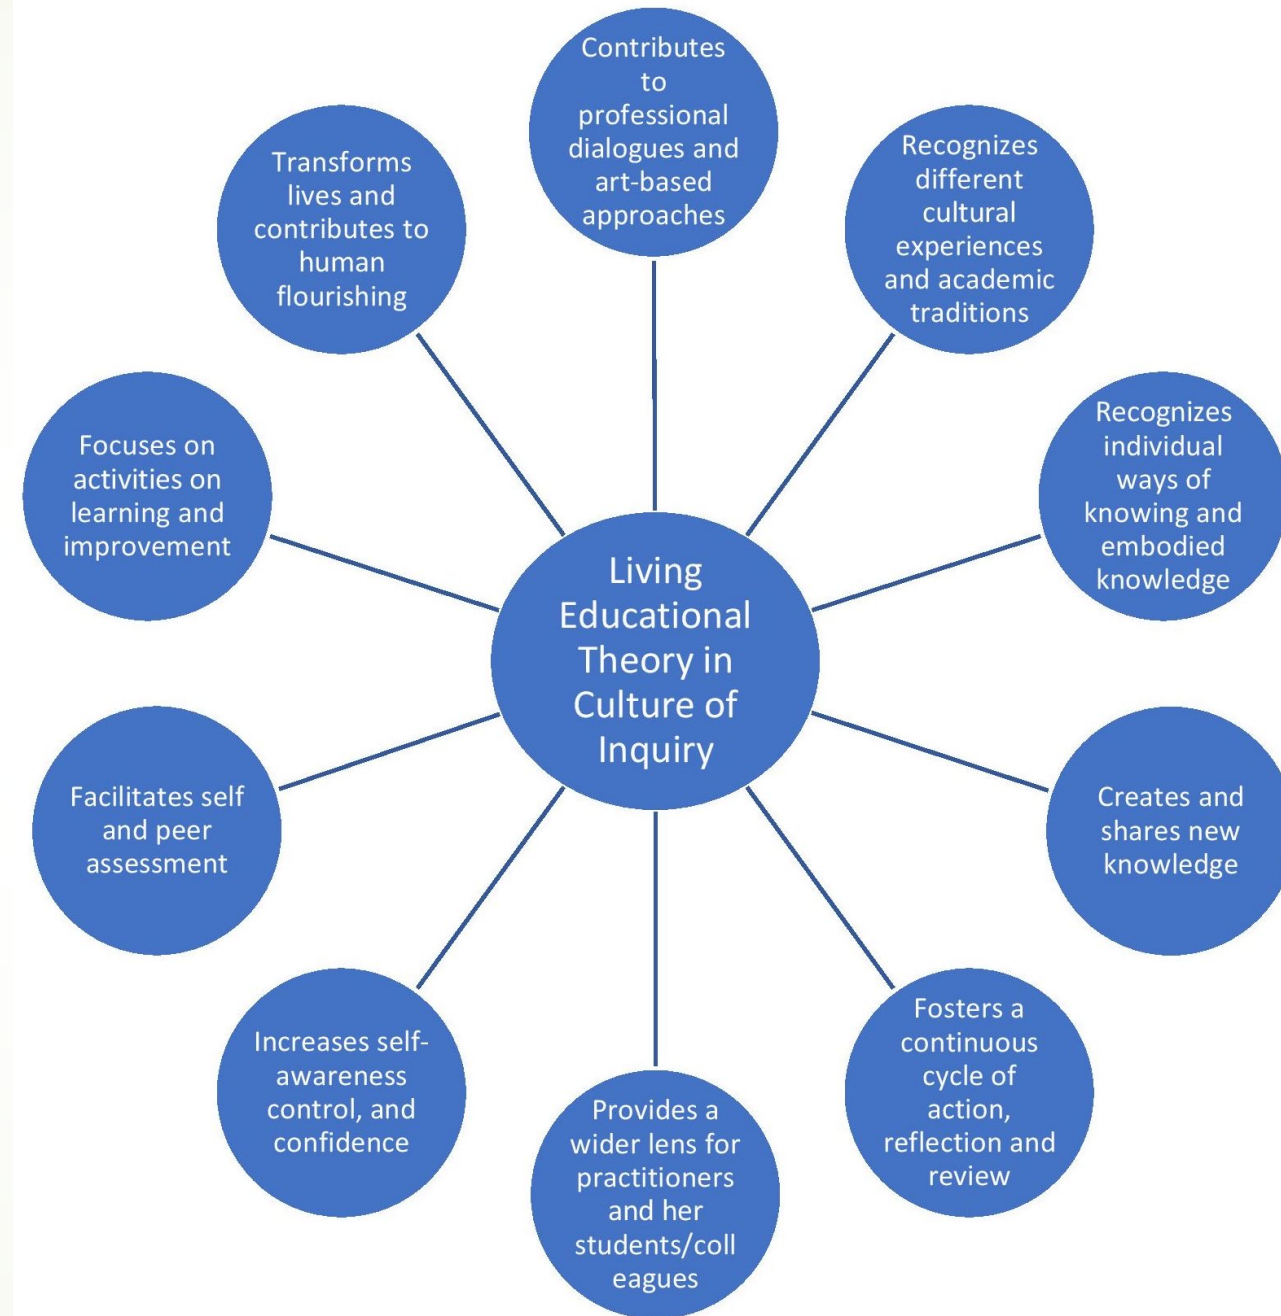 Contributes
to
professional
dialogues and
art-based
approaches
Recognizes
different
cultural
experiences
and academic
traditions
Recognizes
individual
ways of
knowing and
embodied
knowledge
Creates and
shares new
knowledge
Fosters a
continuous
cycle of
action,
reflection and
review
Provides a
wider lens for
practitioners
and her
students/coll
eagues
Increases self-
awareness
control, and
confidence
Facilitates self
and peer
assessment
Focuses on
activities on
learning and
improvement
Transforms
lives and
contributes to
human
flourishing
Living
Educational
Theory in
Culture of
Inquiry